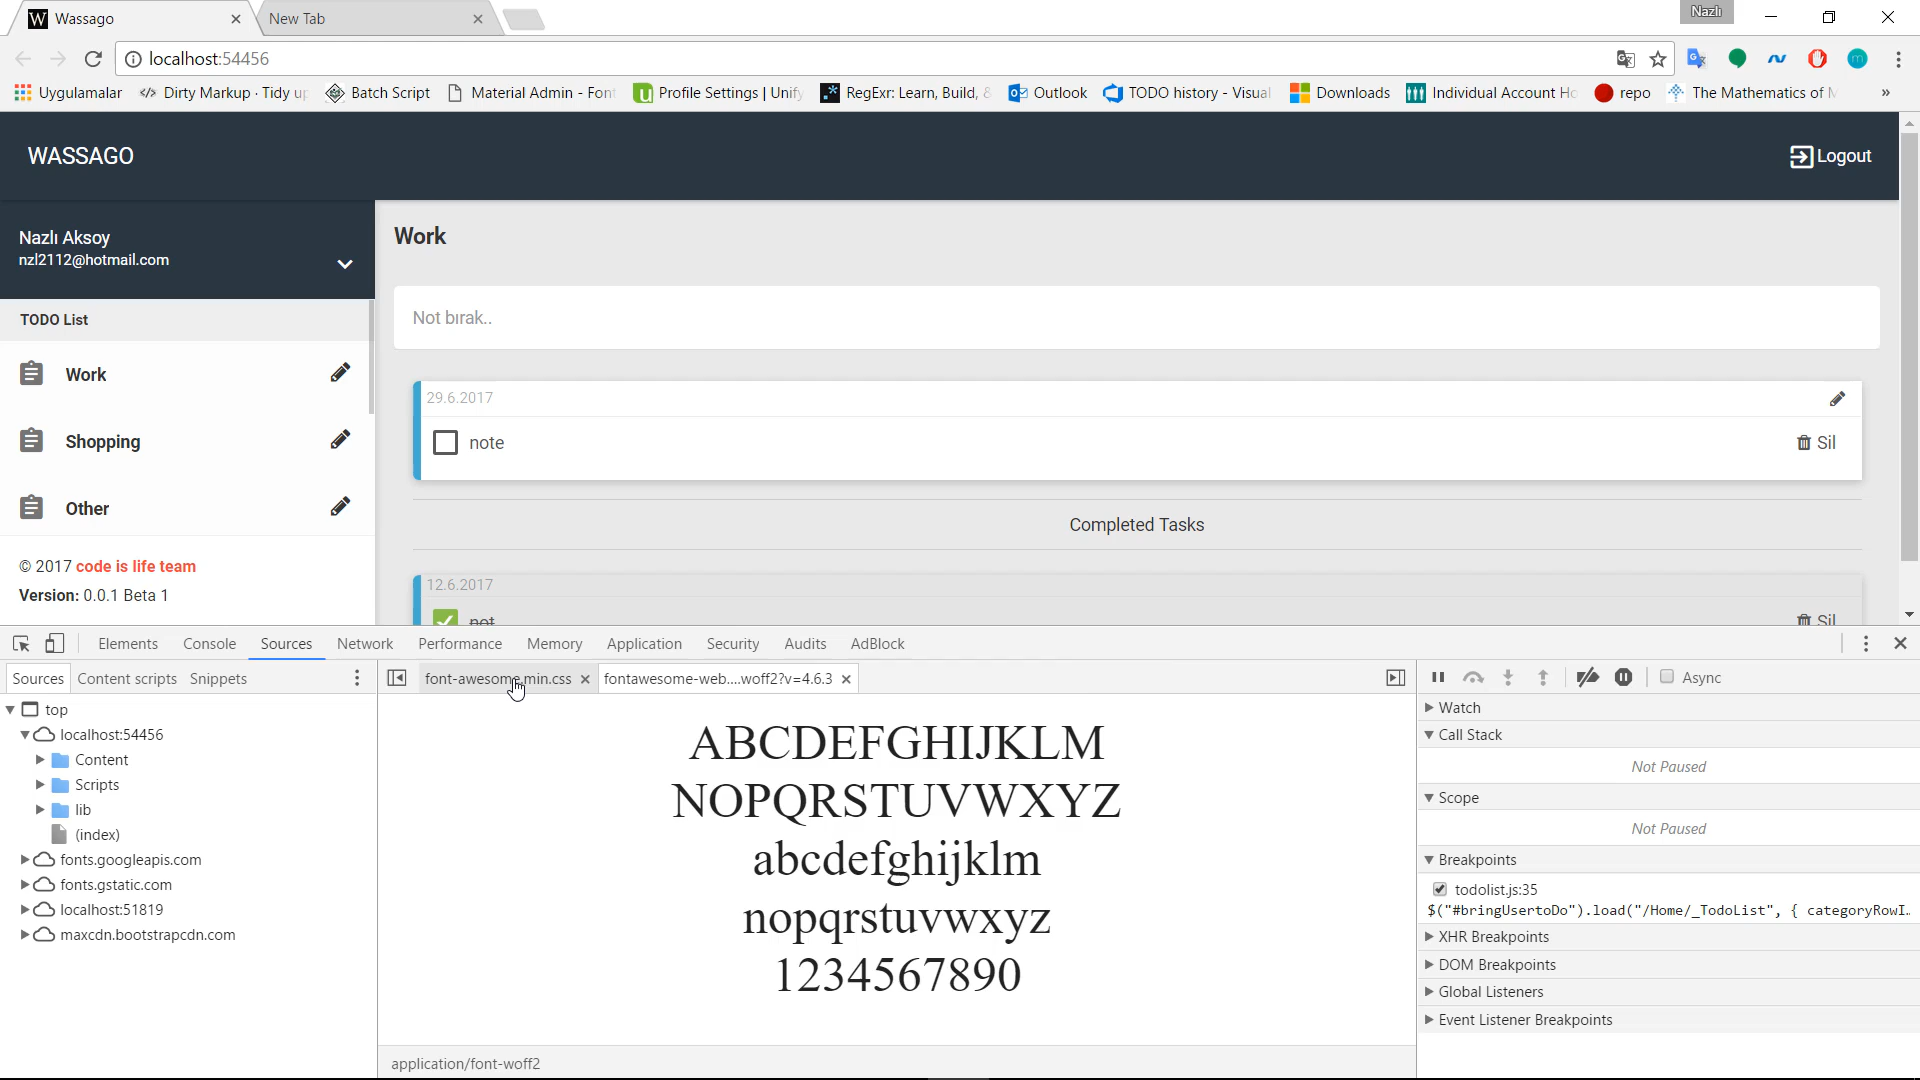 Wassago
New Tab
Nazlı
localhost:54456
Uygulamalar
Dirty Markup · Tidy
Batch Script
Material Admin - Fon
Profile Settings | Unify
RegExr: Learn, Build, &
Outlook
TODO history - Visual
Downloads
Individual Account Ho
repo
The Mathematics of
»
WASSAGO
Logout
Nazlı Aksoy
nzl2112@hotmail.com
TODO List
Work
Shopping
Other
© 2017 code is life team
Version: 0.0.1 Beta 1
Work
Not bırak..
29.6.2017
note
Sil
Completed Tasks
12.6.2017
not
Sil
Elements Console Sources Network Performance Memory Application Security Audits AdBlock
Sources Content scripts Snippets
font-awesome.min.css
fontawesome-web....woff2?v=4.6.3
Async
top
localhost:54456
Content
Scripts
lib
(index)
fonts.googleapis.com
fonts.gstatic.com
localhost:51819
maxcdn.bootstrapcdn.com
ABCDEFGHIJKLM
NOPQRSTUVWXYZ
abcdefghijklm
nopqrstuvwxyz
1234567890
application/font-woff2
Watch
Call Stack
Not Paused
Scope
Not Paused
Breakpoints
todolist.js:35
$("#bringUsertoDo").load("/Home/_TodoList", { categoryRowI…
XHR Breakpoints
DOM Breakpoints
Global Listeners
Event Listener Breakpoints